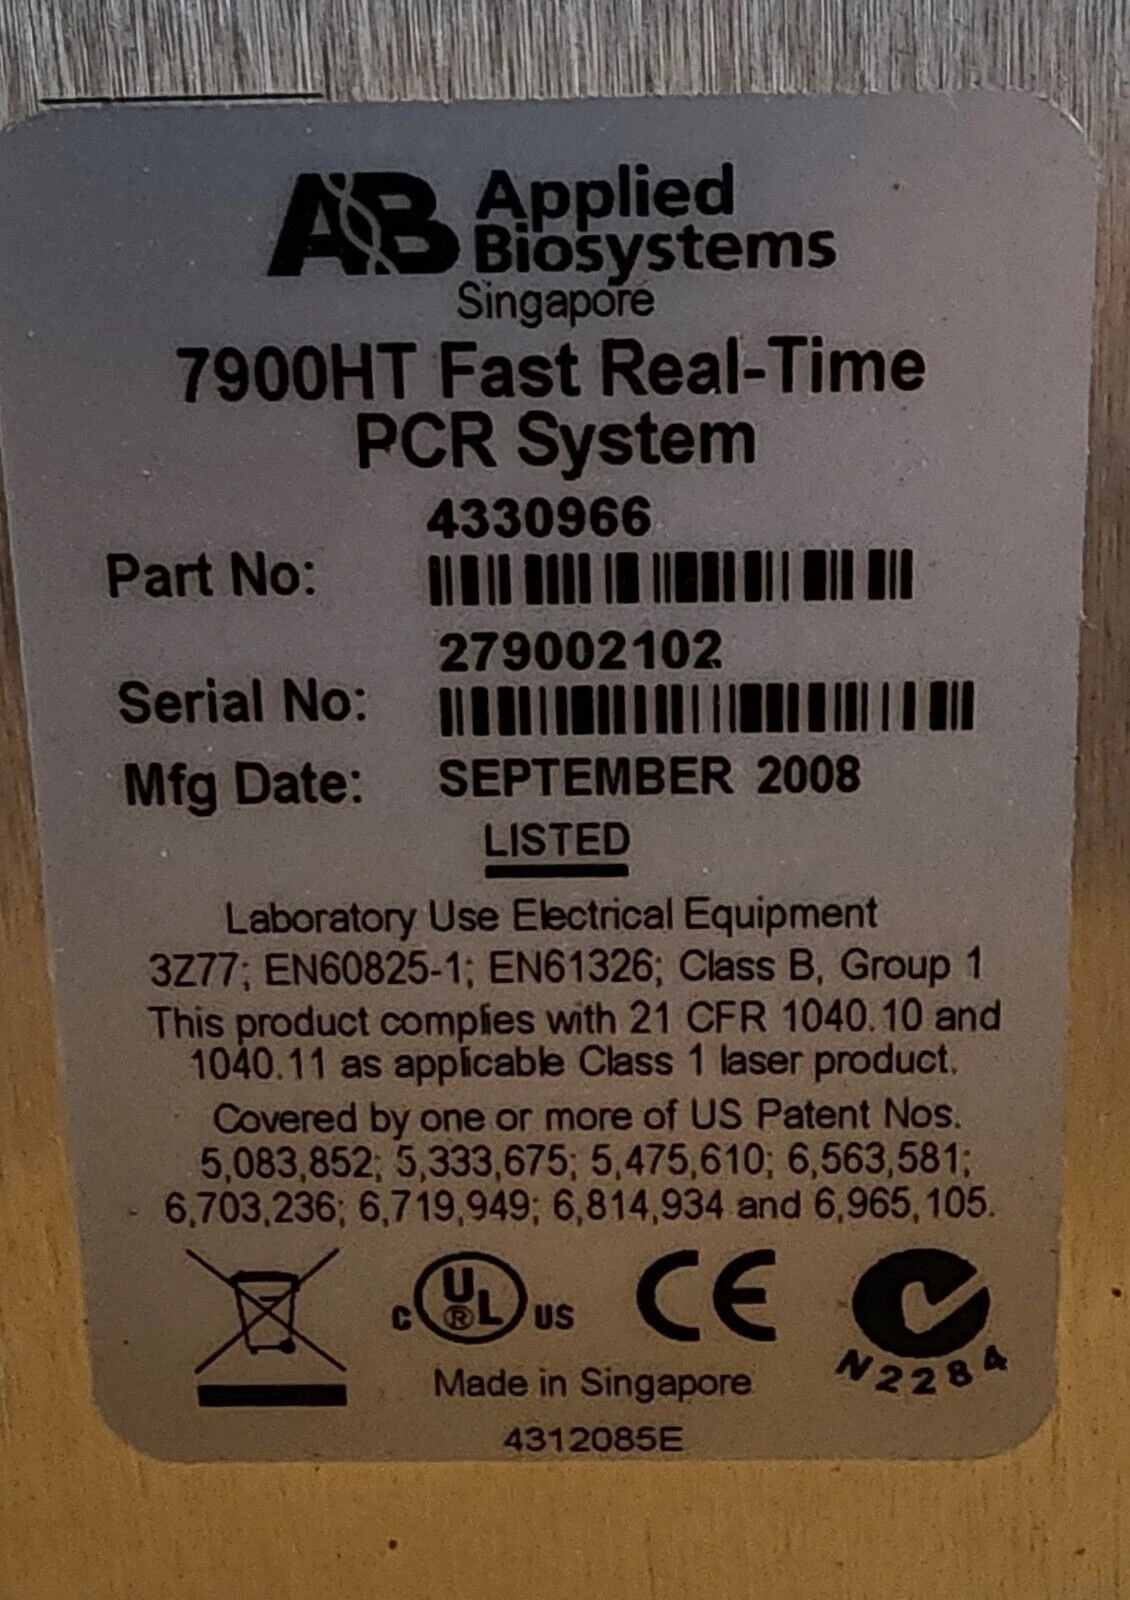 AB Applied
Biosystems
Singapore
7900HT Fast Real-Time
PCR System
4330966
Part No:
279002102
Serial No:
Mfg Date: SEPTEMBER 2008
LISTED
Laboratory Use Electrical Equipment
3Z77; EN60825-1; EN61326; Class B, Group 1
This product complies with 21 CFR 1040.10 and
1040.11 as applicable Class 1 laser product.
Covered by one or more of US Patent Nos.
5,083,852; 5,333,675; 5,475,610; 6,563,581;
6,703,236; 6,719,949; 6,814,934 and 6,965,105.
C UL® US CE
N2284
Made in Singapore
4312085E